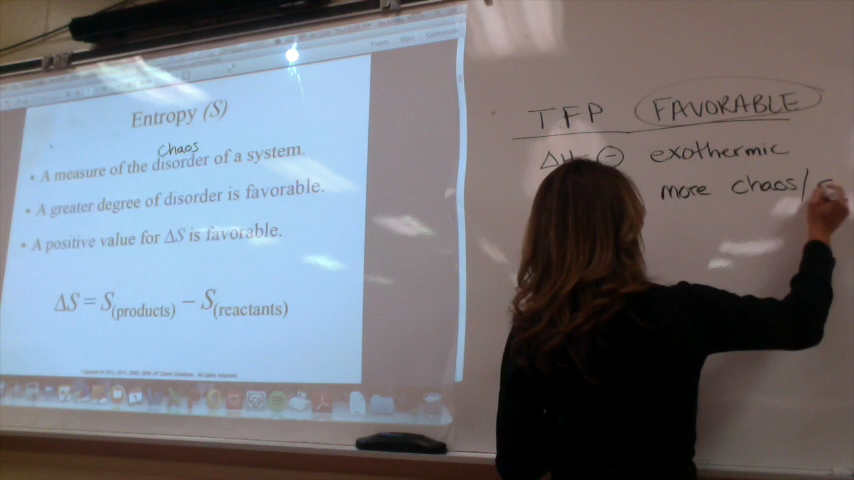 Entropy (S)
chaos
• A measure of the disorder of a system.
• A greater degree of disorder is favorable.
• A positive value for ΔS is favorable.
ΔS = S(products) − S(reactants)
TFP FAVORABLE
ΔH = ⊖ exothermic
more chaos/